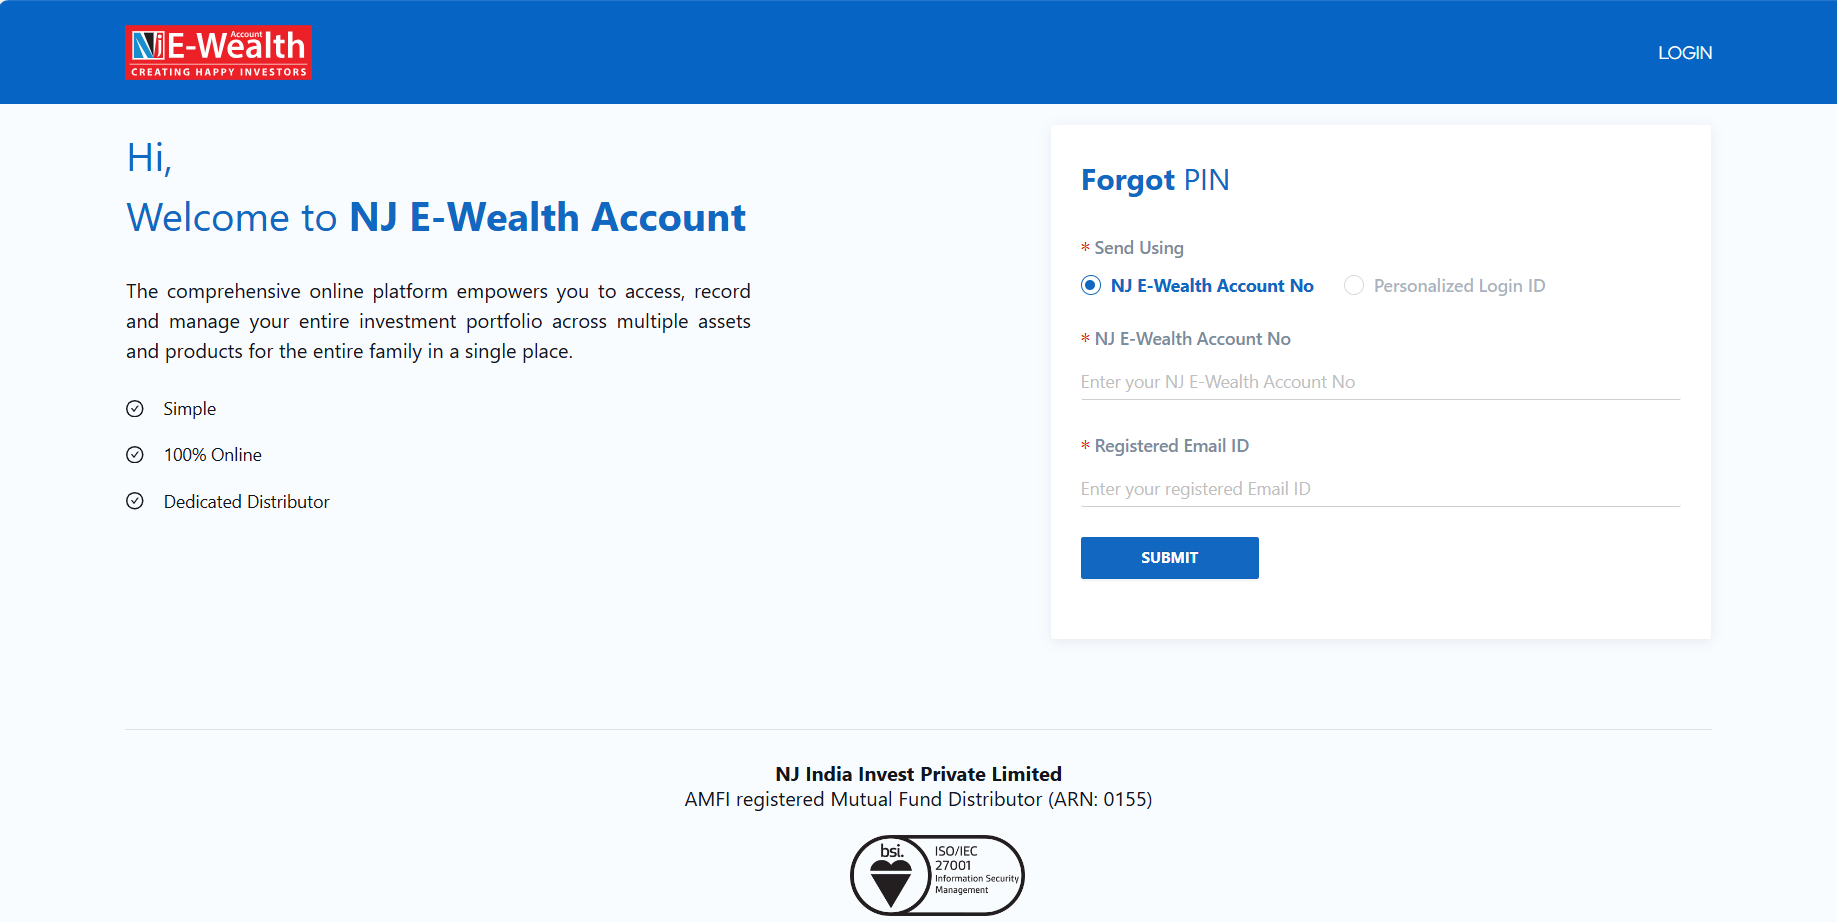 NJ E-Wealth Account
CREATING HAPPY INVESTORS
LOGIN
Hi,
Welcome to NJ E-Wealth Account
The comprehensive online platform empowers you to access, record
and manage your entire investment portfolio across multiple assets
and products for the entire family in a single place.
Simple
100% Online
Dedicated Distributor
Forgot PIN
* Send Using
NJ E-Wealth Account No
Personalized Login ID
* NJ E-Wealth Account No
Enter your NJ E-Wealth Account No
* Registered Email ID
Enter your registered Email ID
SUBMIT
NJ India Invest Private Limited
AMFI registered Mutual Fund Distributor (ARN: 0155)
bsi.
ISO/IEC
27001
Information Security
Management